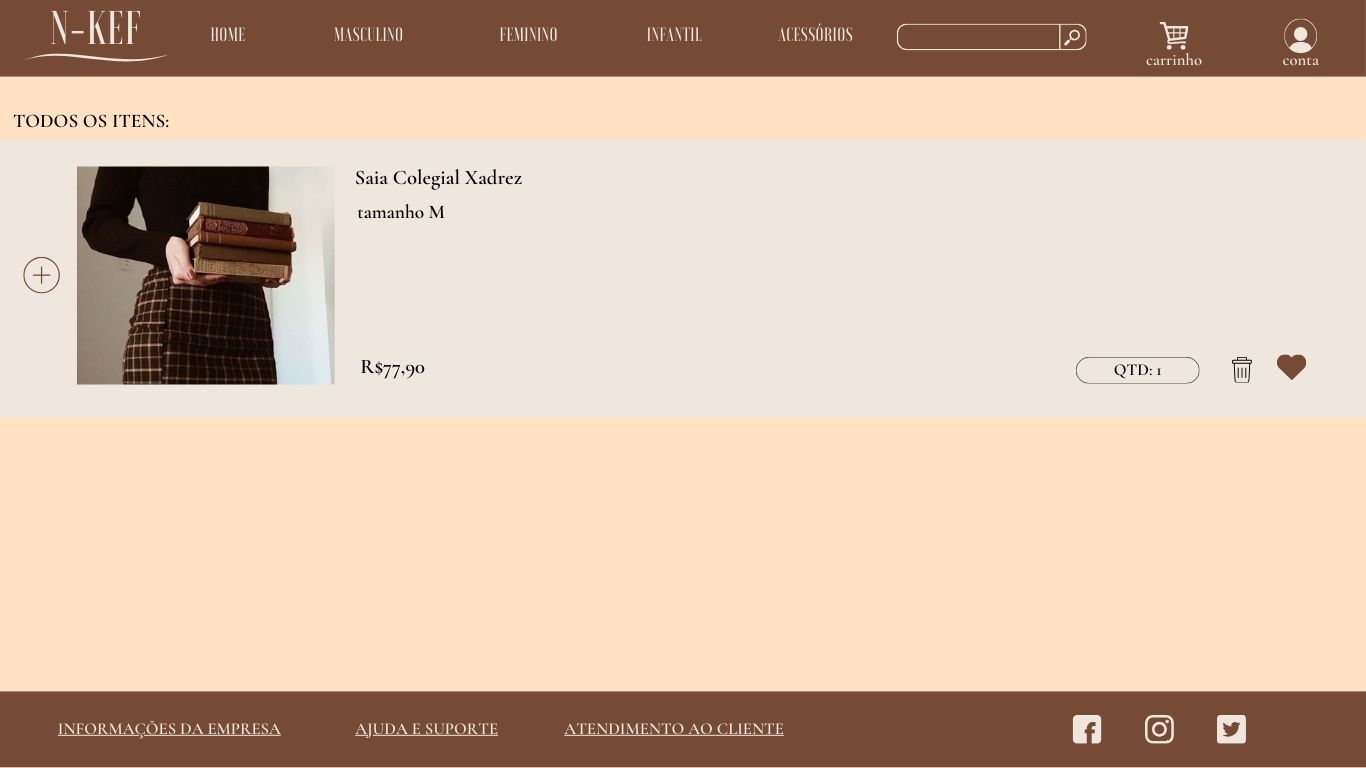 N-KEF
HOME MASCULINO FEMININO INFANTIL ACESSÓRIOS
carrinho conta
TODOS OS ITENS:
Saia Colegial Xadrez
tamanho M
R$77,90
QTD: 1
INFORMAÇÕES DA EMPRESA AJUDA E SUPORTE ATENDIMENTO AO CLIENTE